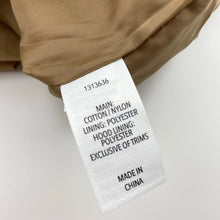 1313636
MAIN:
COTTON / NYLON
LINING: POLYESTER
HOOD LINING:
POLYESTER
EXCLUSIVE OF TRIMS
MADE IN
CHINA